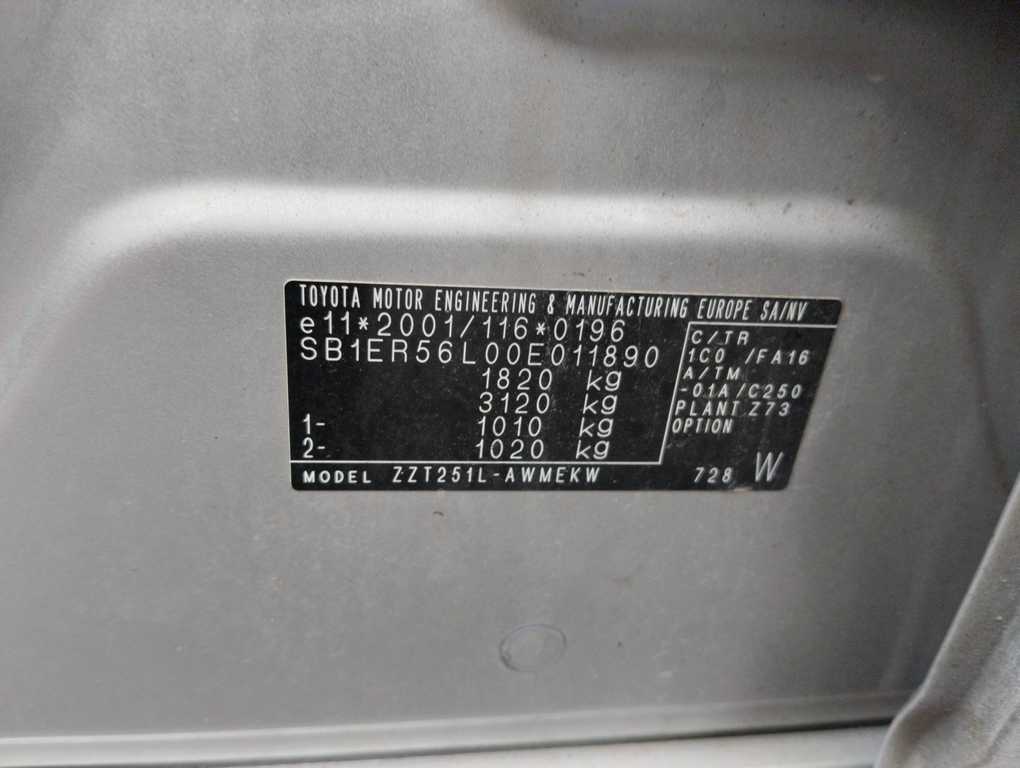 TOYOTA MOTOR ENGINEERING & MANUFACTURING EUROPE SA/NV
e11*2001/116*0196
SB1ER56L00E011890
1820 kg
3120 kg
1- 1010 kg
2- 1020 kg
C/TR
1C0 /FA16
A/TM
-01A/C250
PLANT Z73
OPTION
MODEL ZZT251L-AWMEKW 728 W